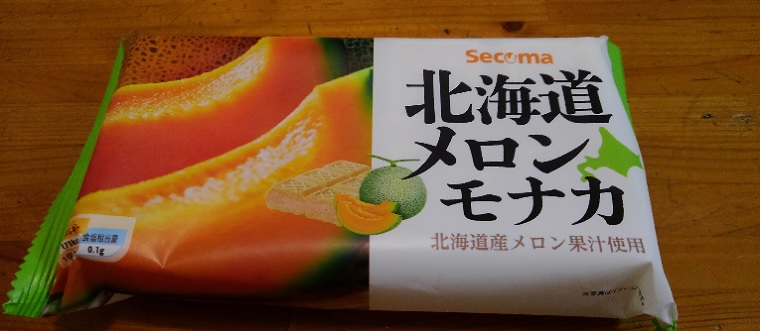 Secoma
北海道
メロン
モナカ
北海道産メロン果汁使用
食塩相当量
0.1g